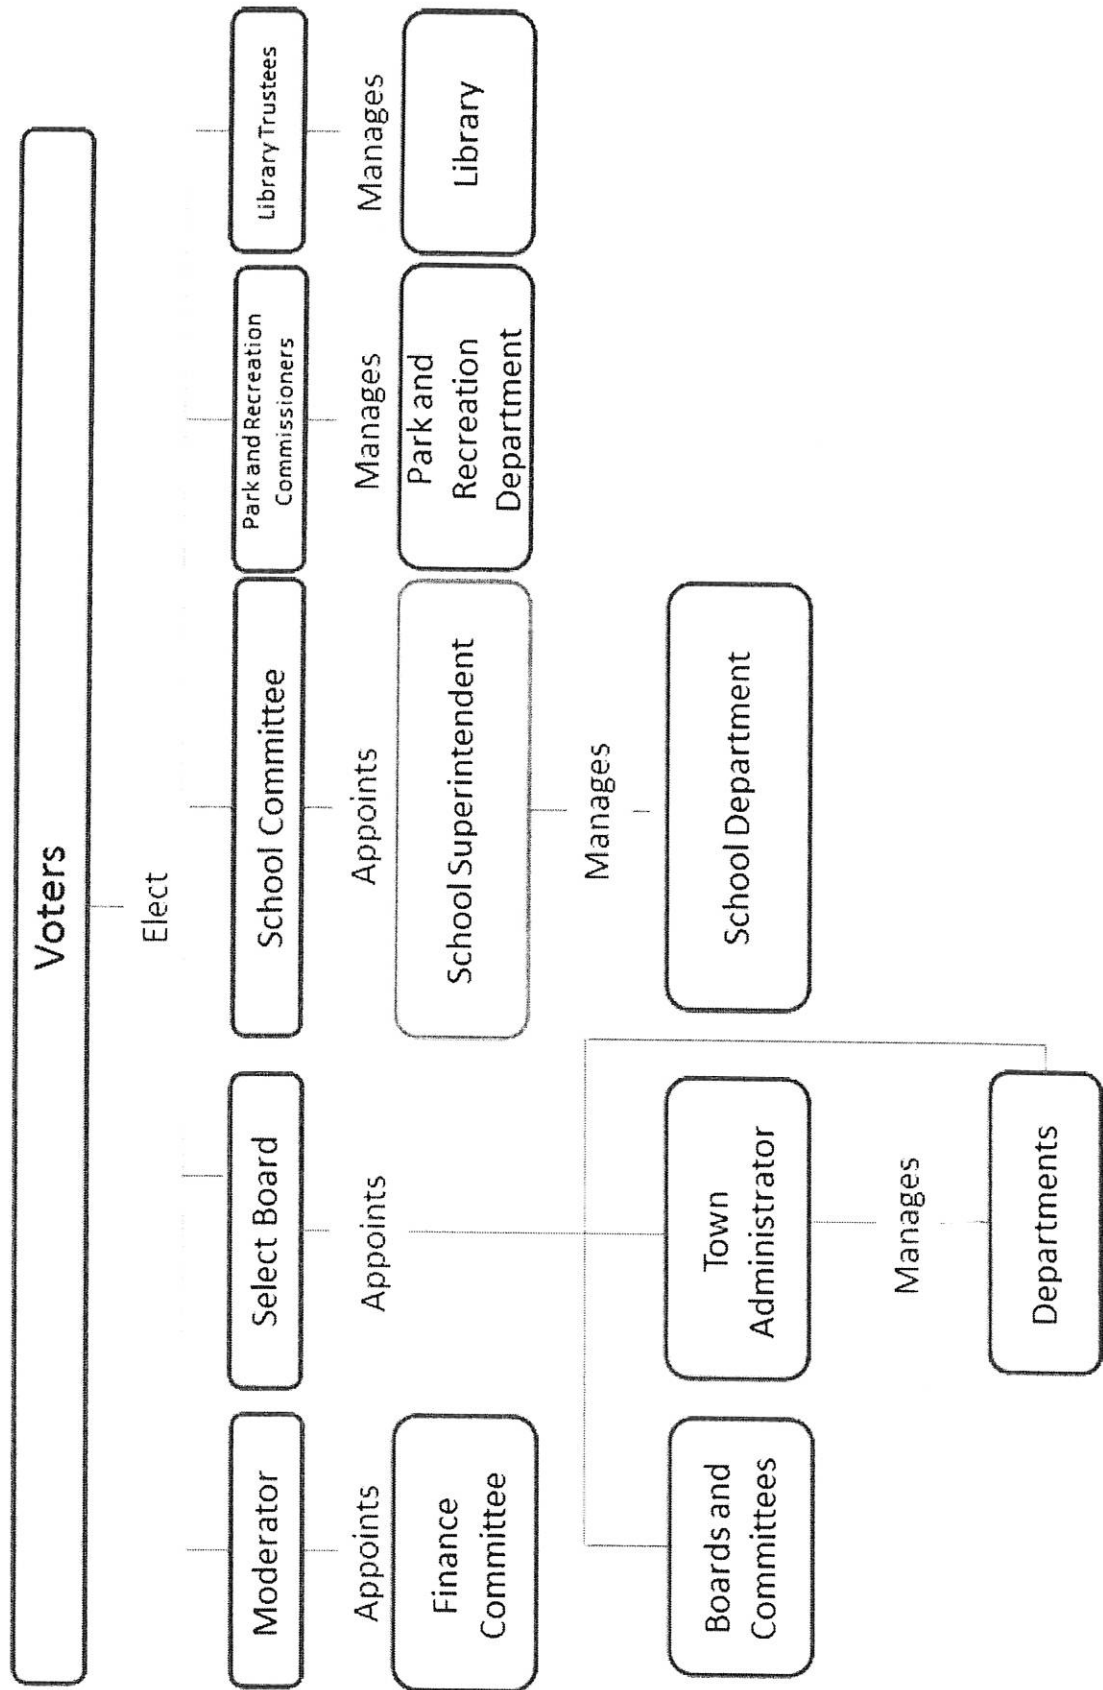 Voters
Elect
Moderator
Select Board
School Committee
Park and Recreation
Commissioners
Library Trustees
Appoints
Appoints
Appoints
Manages
Manages
Finance
Committee
School Superintendent
Park and
Recreation
Department
Library
Manages
Boards and
Committees
Town
Administrator
School Department
Manages
Departments